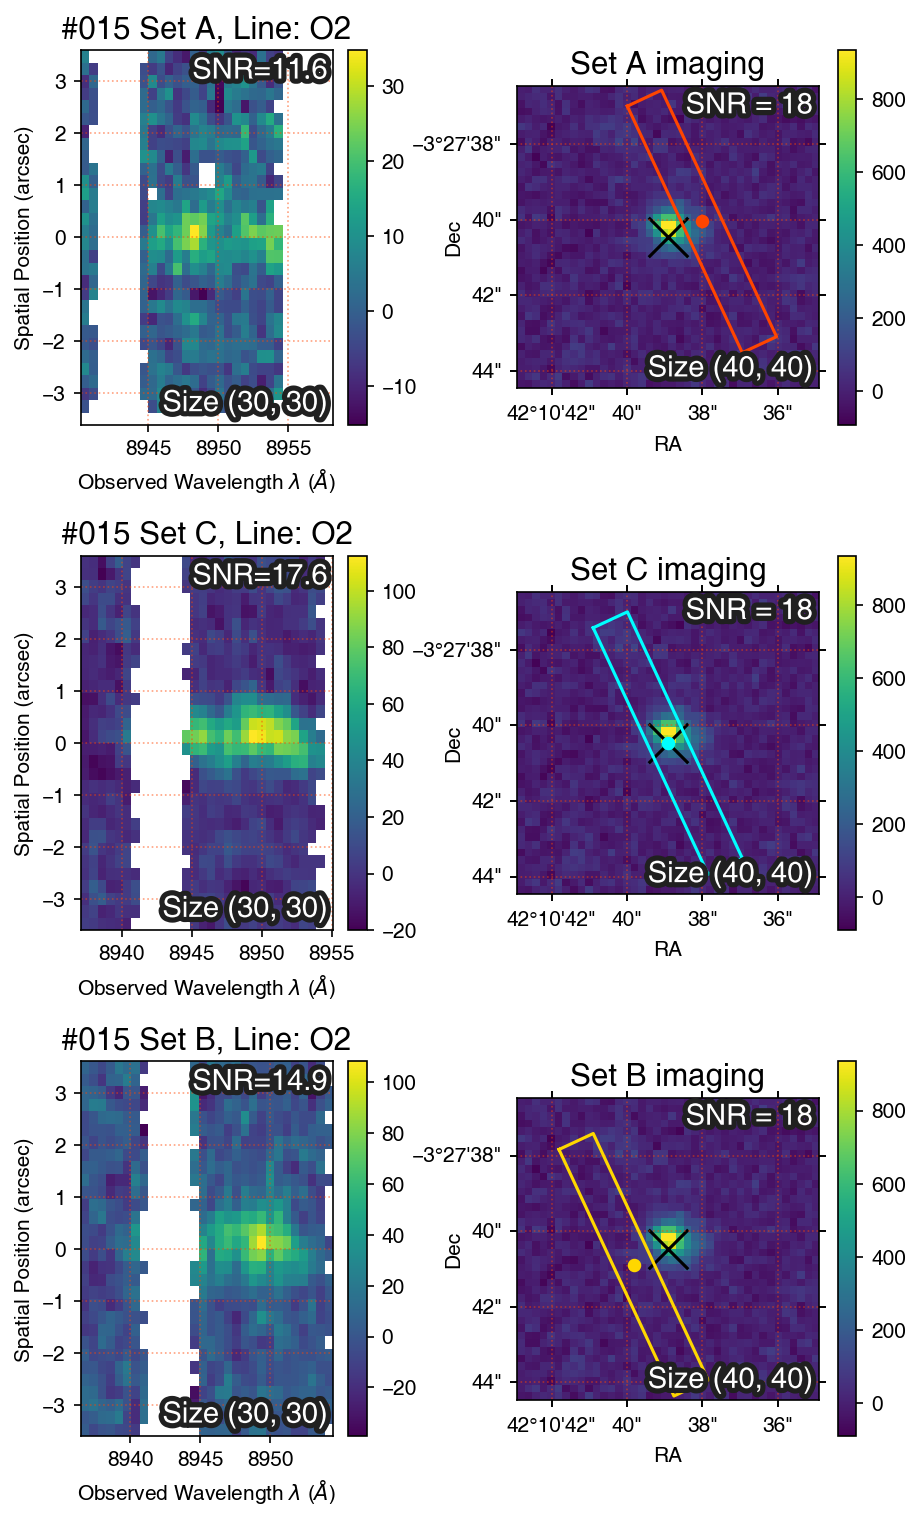 #015 Set A, Line: O2
SNR=11.6
Size (30, 30)
3
2
1
0
−1
−2
−3
Spatial Position (arcsec)
8945 8950 8955
Observed Wavelength λ (Å)
30
20
10
0
−10
Set A imaging
SNR = 18
Size (40, 40)
−3°27'38"
40"
42"
44"
Dec
42°10'42" 40" 38" 36"
RA
800
600
400
200
0
#015 Set C, Line: O2
SNR=17.6
Size (30, 30)
3
2
1
0
−1
−2
−3
Spatial Position (arcsec)
8940 8945 8950 8955
Observed Wavelength λ (Å)
100
80
60
40
20
0
−20
Set C imaging
SNR = 18
Size (40, 40)
−3°27'38"
40"
42"
44"
Dec
42°10'42" 40" 38" 36"
RA
800
600
400
200
0
#015 Set B, Line: O2
SNR=14.9
Size (30, 30)
3
2
1
0
−1
−2
−3
Spatial Position (arcsec)
8940 8945 8950
Observed Wavelength λ (Å)
100
80
60
40
20
0
−20
Set B imaging
SNR = 18
Size (40, 40)
−3°27'38"
40"
42"
44"
Dec
42°10'42" 40" 38" 36"
RA
800
600
400
200
0